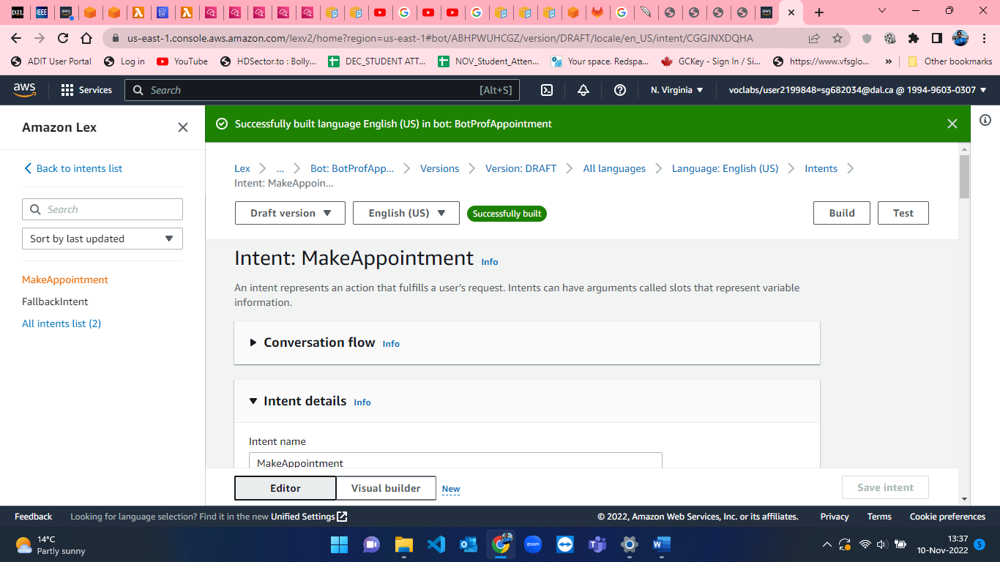 D2L IEEE aws aws
us-east-1.console.aws.amazon.com/lexv2/home?region=us-east-1#bot/ABHPWUHCGZ/version/DRAFT/locale/en_US/intent/CGGJNXDQHA
ADIT User Portal Log in YouTube HDSector.to : Bolly... DEC_STUDENT ATT... NOV_Student_Atten... Your space. Redspa... GCKey - Sign In / Si... https://www.vfsglo... » Other bookmarks
aws Services Search [Alt+S] N. Virginia voclabs/user2199848=sg682034@dal.ca @ 1994-9603-0307
Amazon Lex
Successfully built language English (US) in bot: BotProfAppointment
Back to intents list
Lex ... Bot: BotProfApp... Versions Version: DRAFT All languages Language: English (US) Intents
Intent: MakeAppoin...
Search
Draft version English (US) Successfully built Build Test
Sort by last updated
Intent: MakeAppointment Info
MakeAppointment
An intent represents an action that fulfills a user's request. Intents can have arguments called slots that represent variable
information.
FallbackIntent
All intents list (2)
Conversation flow Info
Intent details Info
Intent name
MakeAppointment
Editor Visual builder New Save intent
Feedback Looking for language selection? Find it in the new Unified Settings © 2022, Amazon Web Services, Inc. or its affiliates. Privacy Terms Cookie preferences
14°C
Partly sunny
zoom
13:37
10-Nov-2022 5